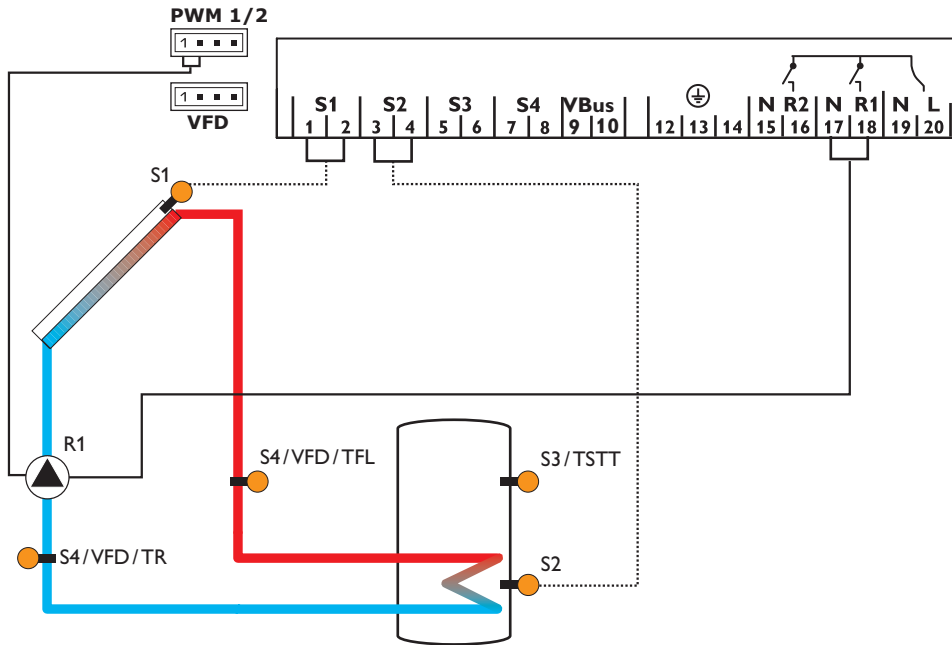 PWM 1/2
1
1
VFD
S1 S2 S3 S4 VBus N R2 N R1 N L
1 2 3 4 5 6 7 8 9 10 12 13 14 15 16 17 18 19 20
S1
R1
S4/VFD/TFL
S3/TSTT
S4/VFD/TR
S2